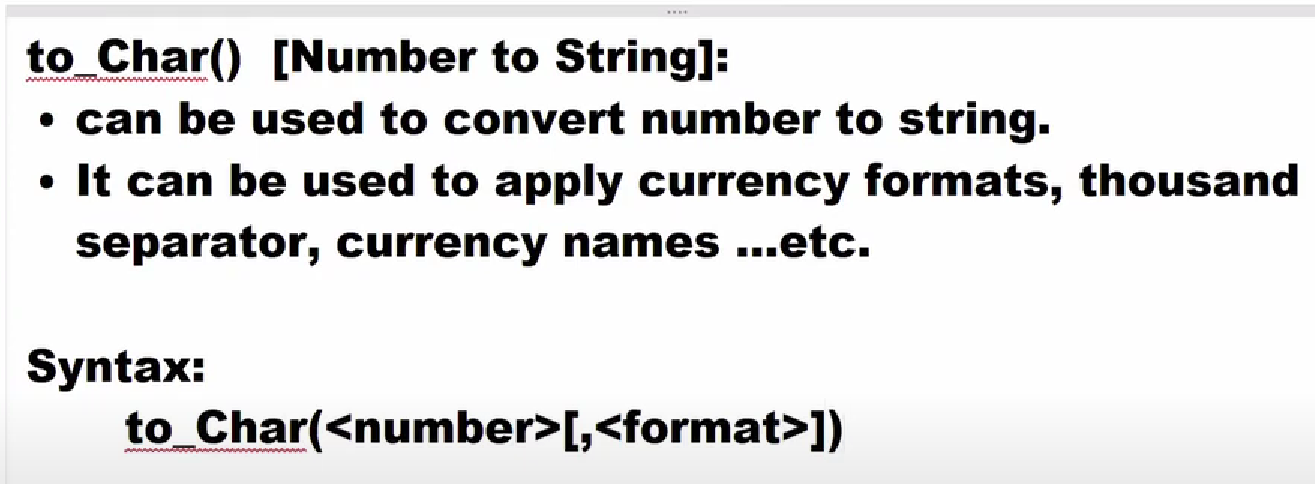 to_Char()  [Number to String]:
• can be used to convert number to string.
• It can be used to apply currency formats, thousand
separator, currency names ...etc.
Syntax:
to_Char(<number>[,<format>])